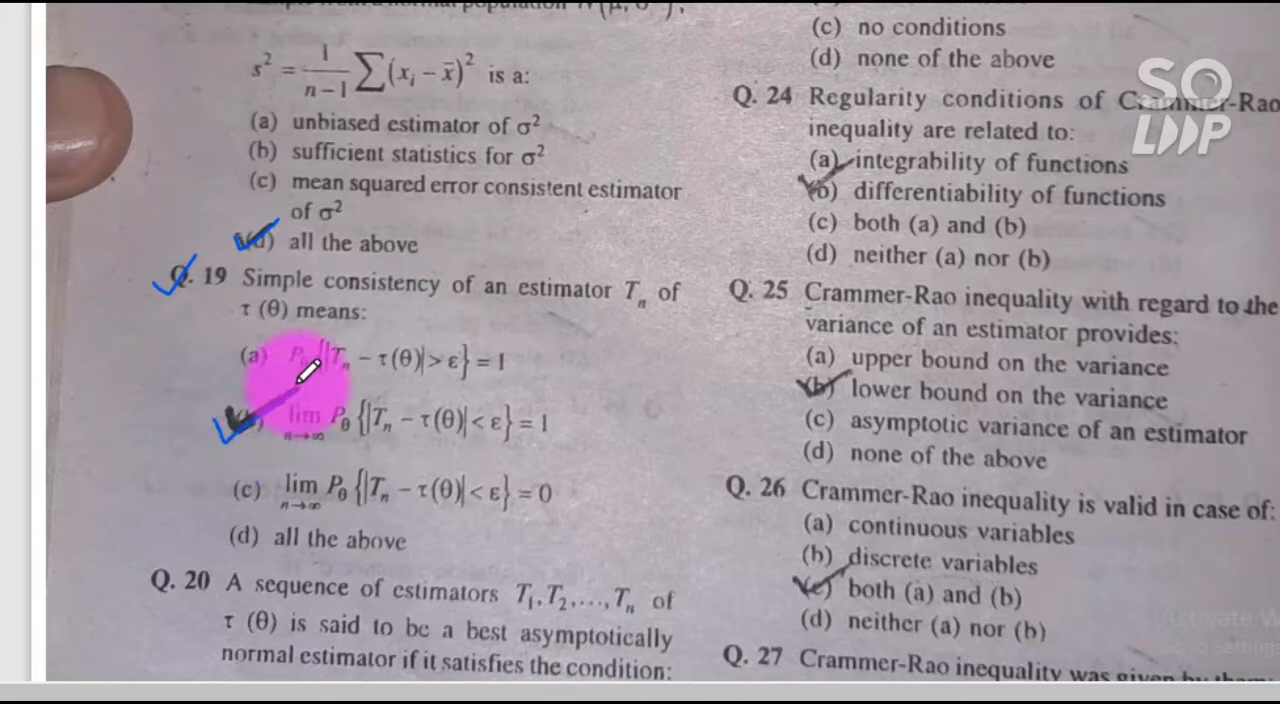 s² = 1/(n−1) ∑(xᵢ − x̄)² is a:
(a) unbiased estimator of σ²
(b) sufficient statistics for σ²
(c) mean squared error consistent estimator
of σ²
(d) all the above
Q. 19 Simple consistency of an estimator Tₙ of
τ (θ) means:
(a) P {|Tₙ − τ(θ)| > ε} = 1
lim n→∞ P_θ {|Tₙ − τ(θ)| < ε} = 1
(c) lim n→∞ P_θ {|Tₙ − τ(θ)| < ε} = 0
(d) all the above
Q. 20 A sequence of estimators T₁, T₂, ..., Tₙ of
τ (θ) is said to be a best asymptotically
normal estimator if it satisfies the condition:
(c) no conditions
(d) none of the above
Q. 24 Regularity conditions of Crammer-Rao
inequality are related to:
(a) integrability of functions
(b) differentiability of functions
(c) both (a) and (b)
(d) neither (a) nor (b)
Q. 25 Crammer-Rao inequality with regard to the
variance of an estimator provides:
(a) upper bound on the variance
(b) lower bound on the variance
(c) asymptotic variance of an estimator
(d) none of the above
Q. 26 Crammer-Rao inequality is valid in case of:
(a) continuous variables
(b) discrete variables
(c) both (a) and (b)
(d) neither (a) nor (b)
Q. 27 Crammer-Rao inequality was given by
SO
LOOP